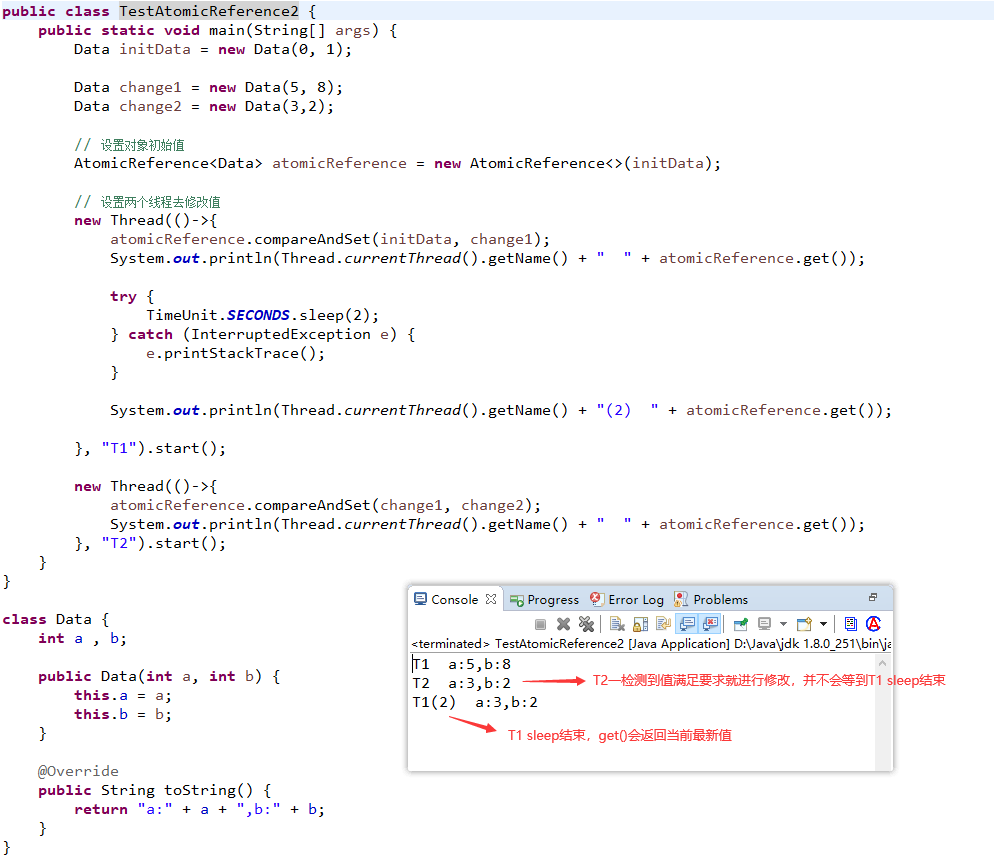 public class TestAtomicReference2 {
public static void main(String[] args) {
Data initData = new Data(0, 1);
Data change1 = new Data(5, 8);
Data change2 = new Data(3,2);
// 设置对象初始值
AtomicReference<Data> atomicReference = new AtomicReference<>(initData);
// 设置两个线程去修改值
new Thread(()->{
atomicReference.compareAndSet(initData, change1);
System.out.println(Thread.currentThread().getName() + "  " + atomicReference.get());
try {
TimeUnit.SECONDS.sleep(2);
} catch (InterruptedException e) {
e.printStackTrace();
}
System.out.println(Thread.currentThread().getName() + "(2)  " + atomicReference.get());
}, "T1").start();
new Thread(()->{
atomicReference.compareAndSet(change1, change2);
System.out.println(Thread.currentThread().getName() + "  " + atomicReference.get());
}, "T2").start();
}
}
class Data {
int a , b;
public Data(int a, int b) {
this.a = a;
this.b = b;
}
@Override
public String toString() {
return "a:" + a + ",b:" + b;
}
}
Console Progress Error Log Problems
<terminated> TestAtomicReference2 [Java Application] D:\Java\jdk 1.8.0_251\bin\ja
T1  a:5,b:8
T2  a:3,b:2
T2一检测到值满足要求就进行修改，并不会等到T1 sleep结束
T1(2)  a:3,b:2
T1 sleep结束，get()会返回当前最新值